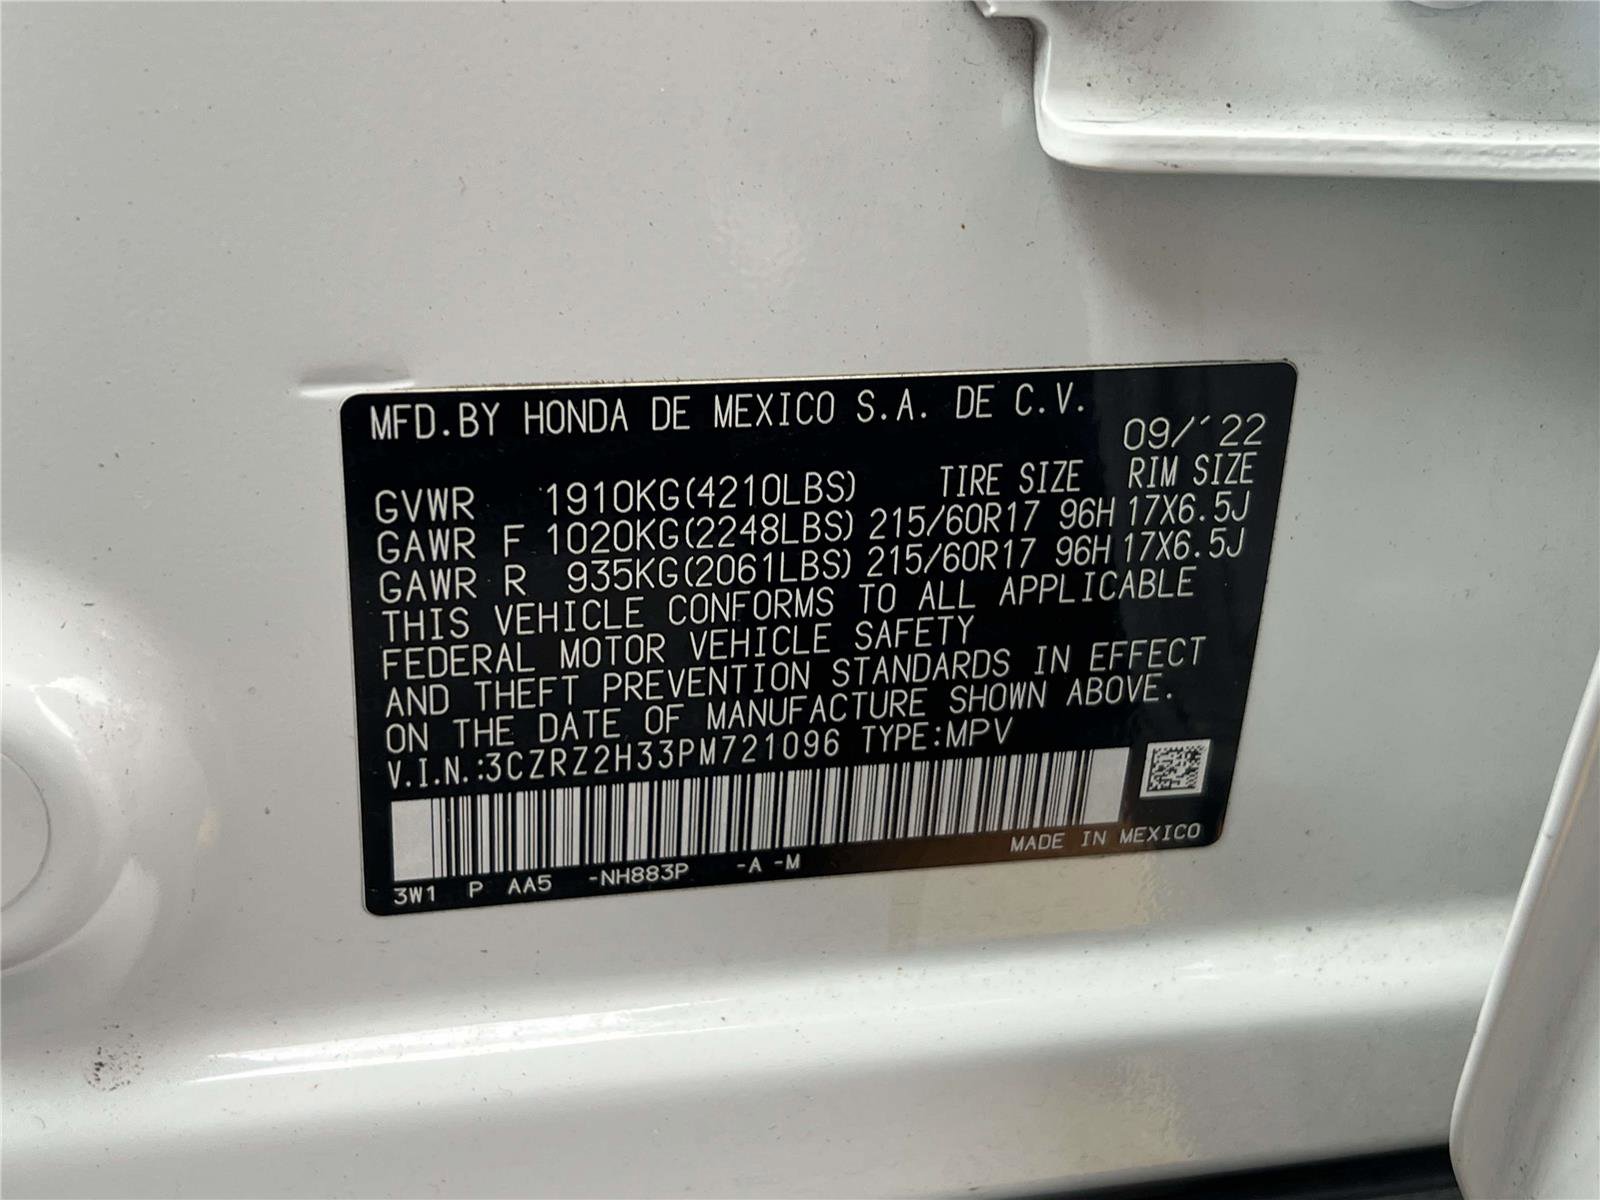 MFD.BY HONDA DE MEXICO S.A. DE C.V.
09/´22
GVWR 1910KG(4210LBS) TIRE SIZE RIM SIZE
GAWR F 1020KG(2248LBS) 215/60R17 96H 17X6.5J
GAWR R 935KG(2061LBS) 215/60R17 96H 17X6.5J
THIS VEHICLE CONFORMS TO ALL APPLICABLE
FEDERAL MOTOR VEHICLE SAFETY
AND THEFT PREVENTION STANDARDS IN EFFECT
ON THE DATE OF MANUFACTURE SHOWN ABOVE.
V.I.N.:3CZRZ2H33PM721096 TYPE:MPV
MADE IN MEXICO
3W1 P AA5 -NH883P -A -M